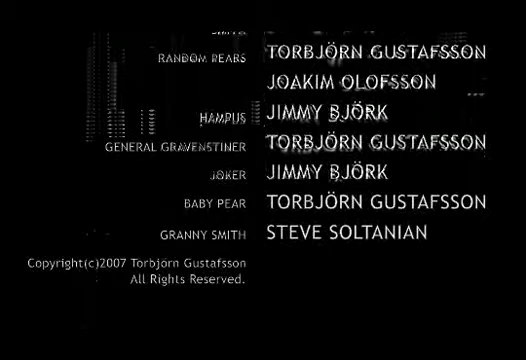 RANDOM PEARS TORBJÖRN GUSTAFSSON
JOAKIM OLOFSSON
HAMPUS JIMMY BJÖRK
GENERAL GRAVENSTINER TORBJÖRN GUSTAFSSON
JOKER JIMMY BJÖRK
BABY PEAR TORBJÖRN GUSTAFSSON
GRANNY SMITH STEVE SOLTANIAN
Copyright(c)2007 Torbjörn Gustafsson
All Rights Reserved.